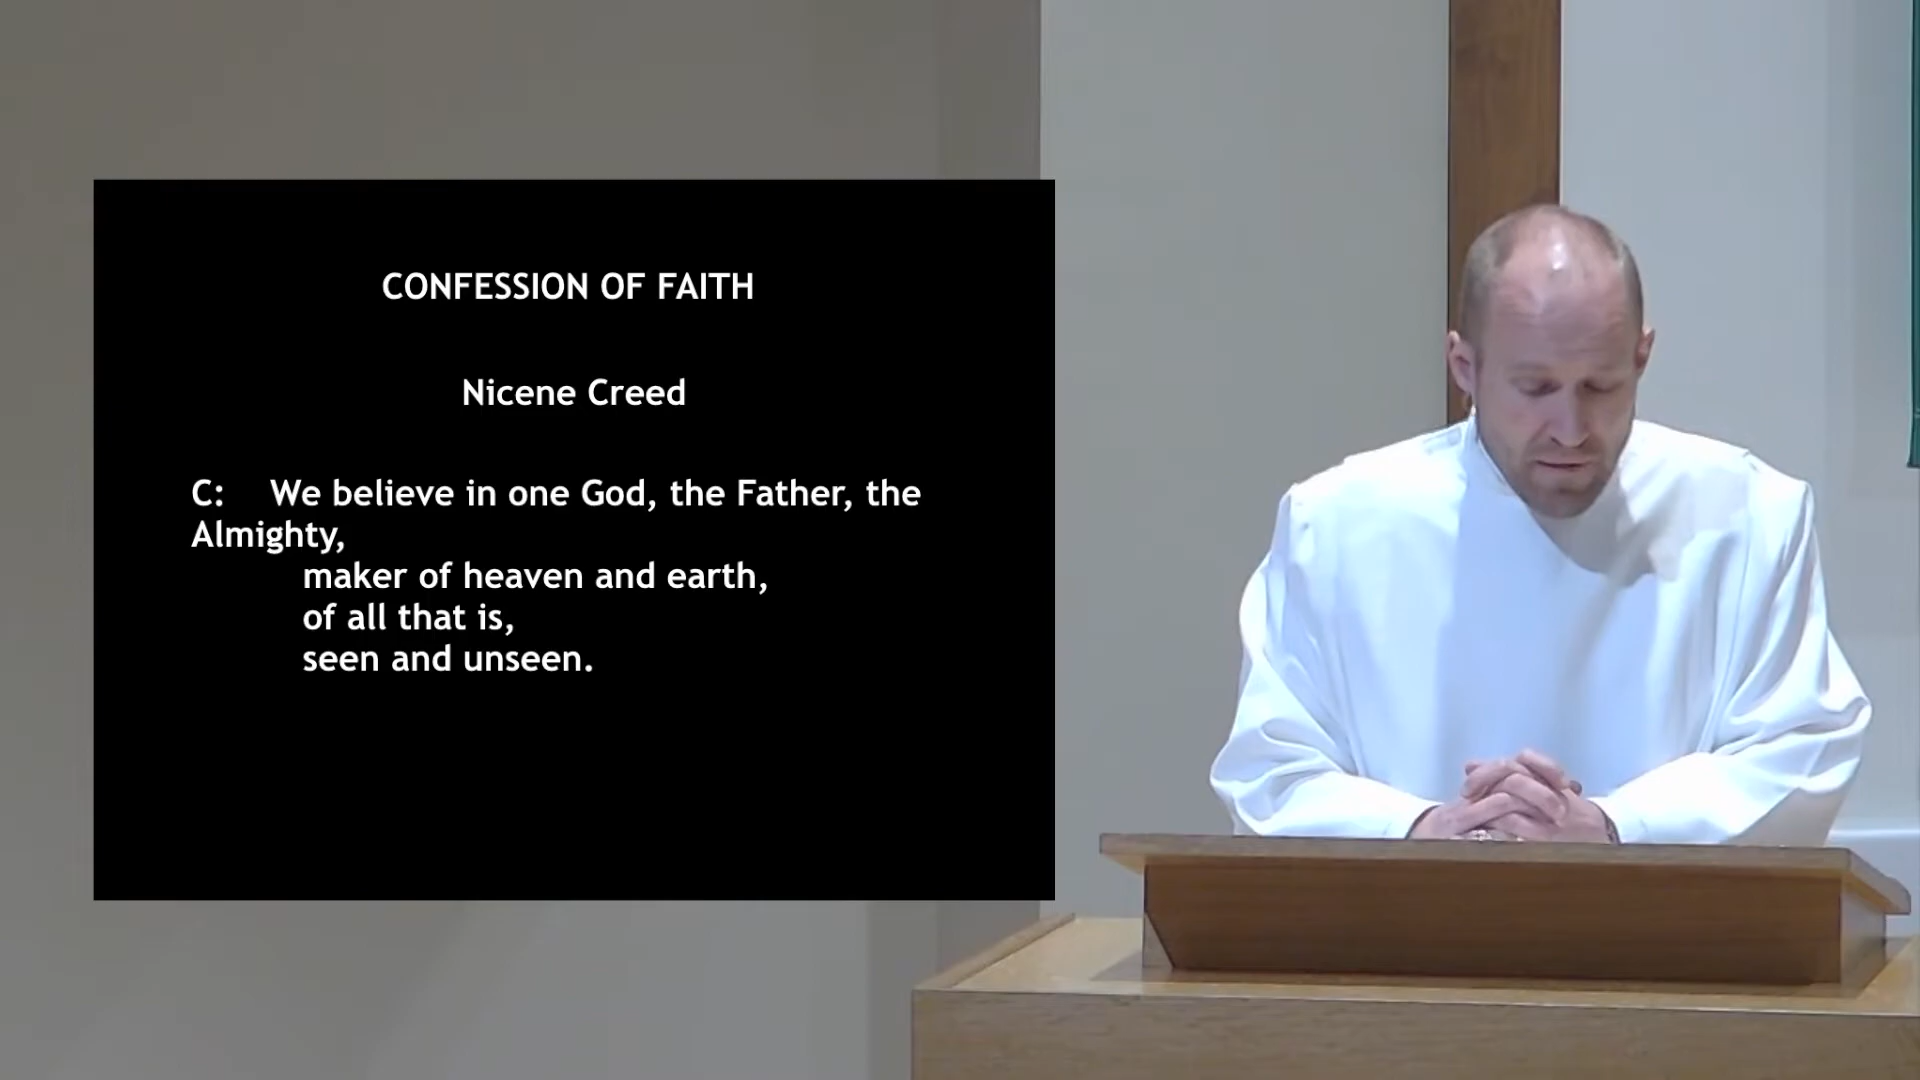 CONFESSION OF FAITH
Nicene Creed
C: We believe in one God, the Father, the
Almighty,
maker of heaven and earth,
of all that is,
seen and unseen.